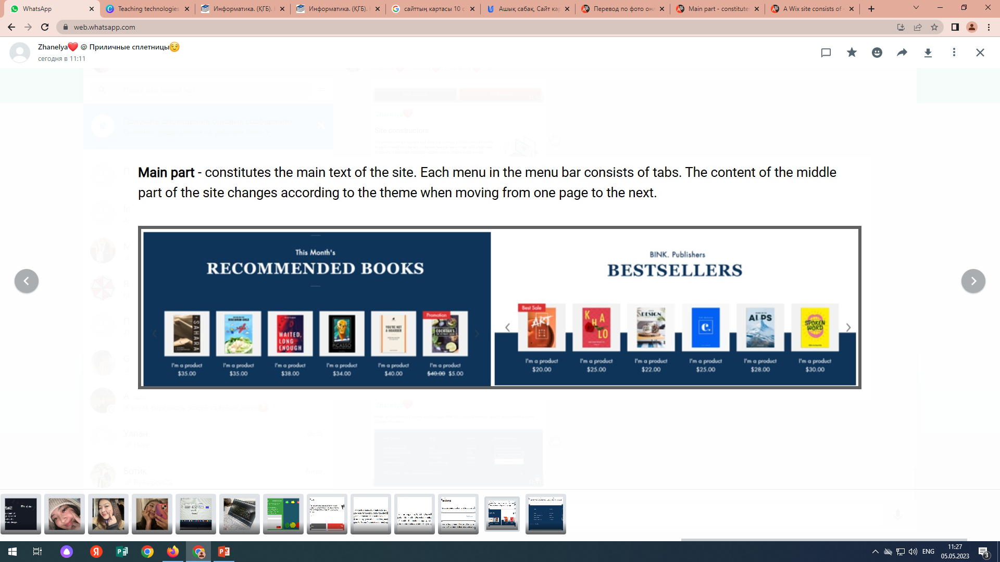 WhatsApp
Teaching technologies
Информатика. (ҚГБ).
Информатика. (ҚГБ).
сайттың картасы 10 с
Ашық сабақ, Сайт ка
Перевод по фото он
Main part - constitute
A Wix site consists of
web.whatsapp.com
Zhanelya❤️ @ Приличные сплетницы😌
сегодня в 11:11
Site constructors
Main part - constitutes the main text of the site. Each menu in the menu bar consists of tabs. The content of the middle
part of the site changes according to the theme when moving from one page to the next.
This Month's
RECOMMENDED BOOKS
SAHARA
WAITED,
LONG
ENOUGH
PICASSO
YOU'RE NOT
A HOARDER
Promotion
COCKTAILS
I'm a product
$35.00
I'm a product
$35.00
I'm a product
$38.00
I'm a product
$34.00
I'm a product
$40.00
I'm a product
$40.00 $5.00
BINK. Publishers
BESTSELLERS
Best Sale
ART
KHALO
DESIGN
c.
ALPS
SPOKEN
WORD
I'm a product
$20.00
I'm a product
$25.00
I'm a product
$22.00
I'm a product
$25.00
I'm a product
$28.00
I'm a product
$30.00
Улпан
Ботик
ENG
11:27
05.05.2023
3